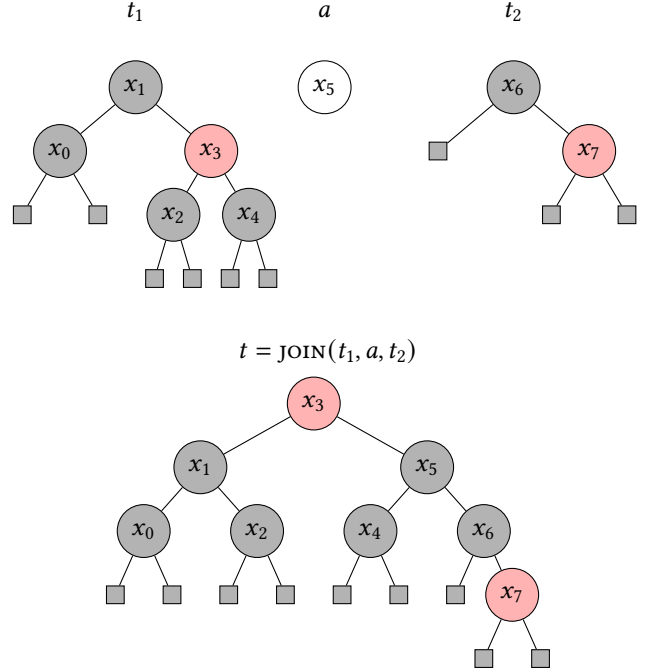 t₁ a t₂
x₁ x₅ x₆
x₀ x₃ x₇
x₂ x₄
t = JOIN(t₁, a, t₂)
x₃
x₁ x₅
x₀ x₂ x₄ x₆
x₇